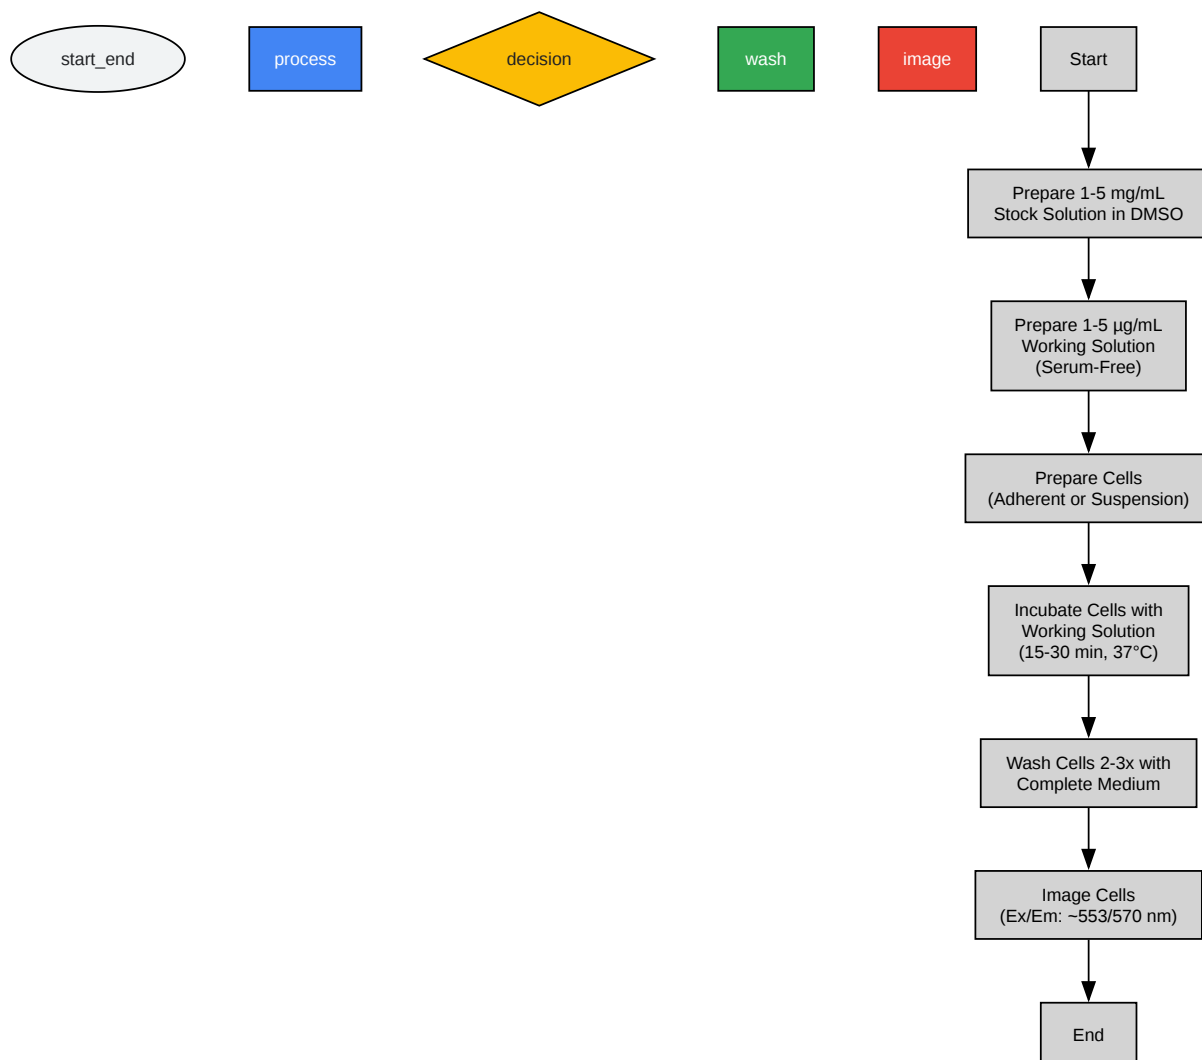 start_end
process
decision
wash
image
Start
Prepare 1-5 mg/mL
Stock Solution in DMSO
Prepare 1-5 µg/mL
Working Solution
(Serum-Free)
Prepare Cells
(Adherent or Suspension)
Incubate Cells with
Working Solution
(15-30 min, 37°C)
Wash Cells 2-3x with
Complete Medium
Image Cells
(Ex/Em: ~553/570 nm)
End